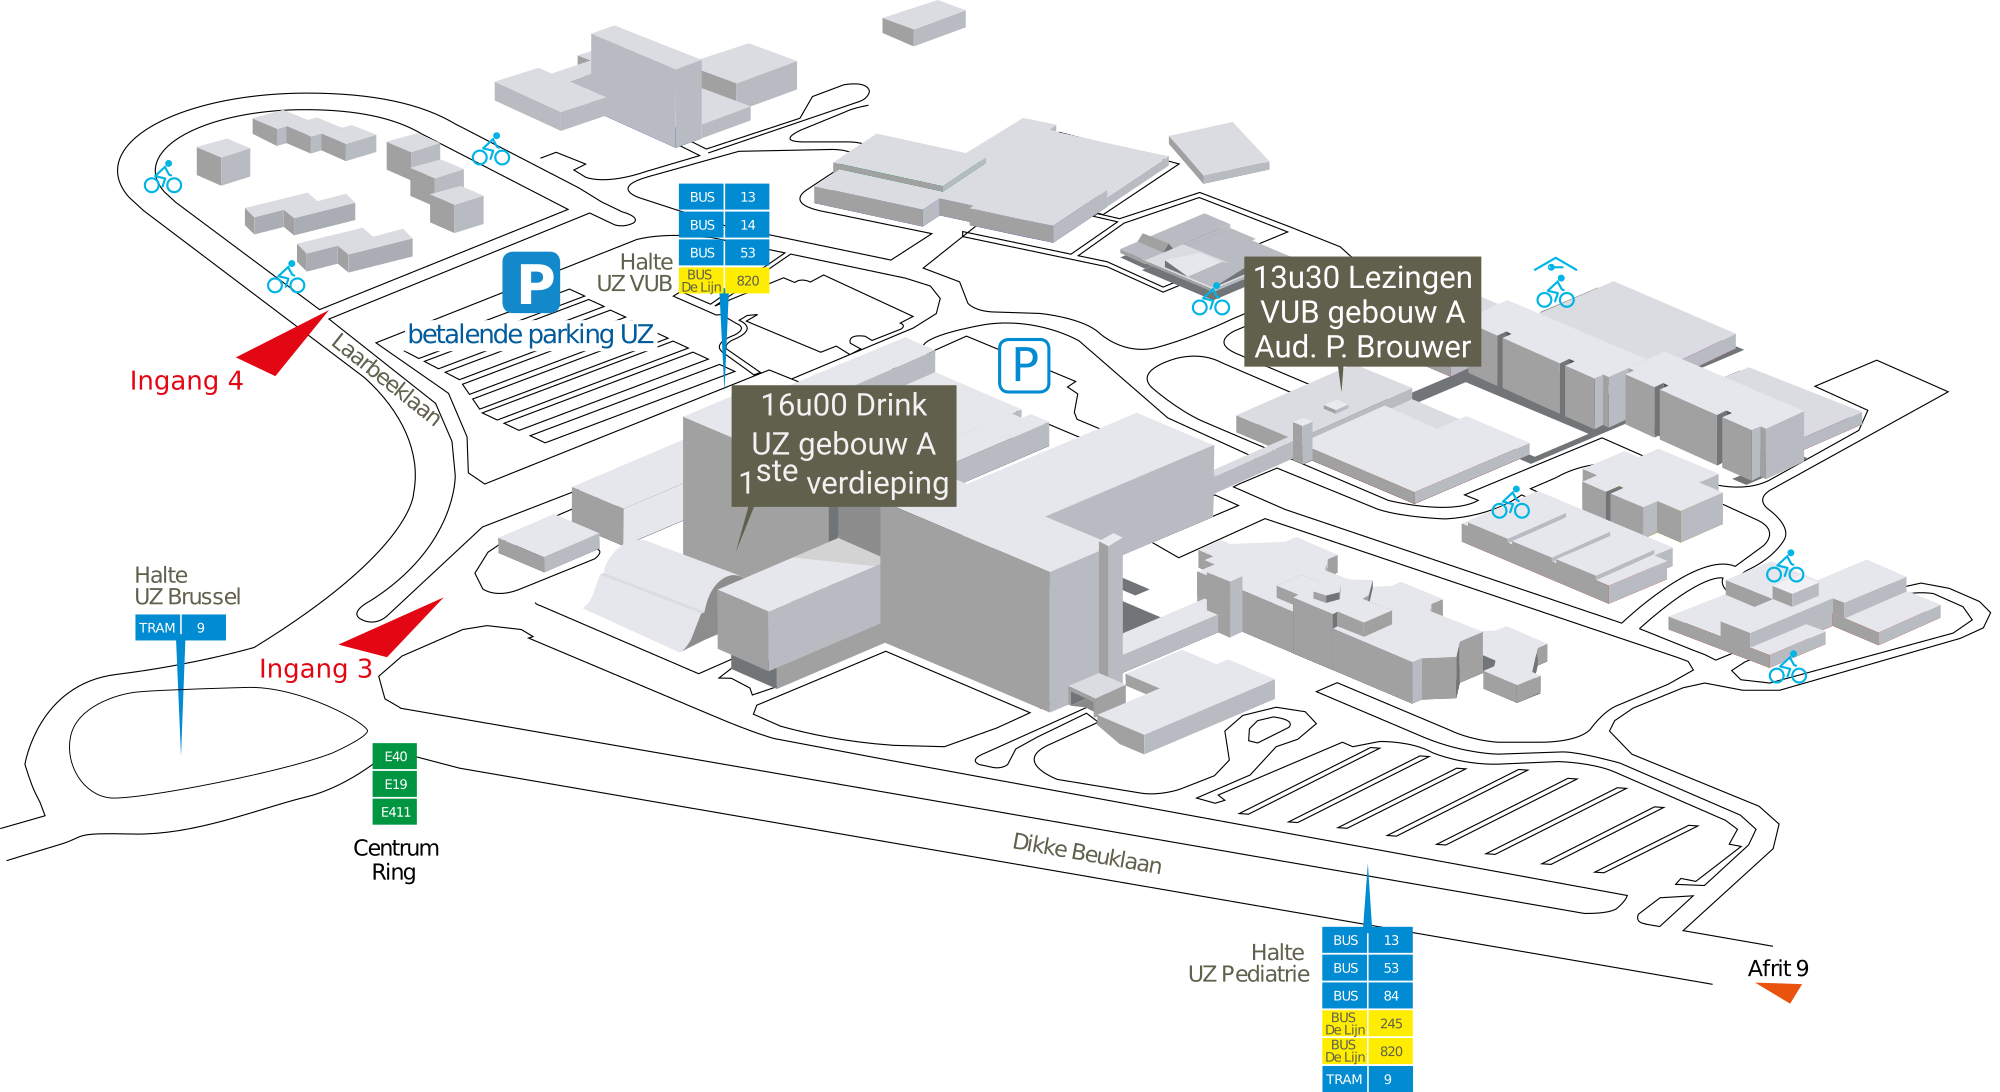 BUS 13
BUS 14
BUS 53
BUS De Lijn 820
Halte
UZ VUB
P
betalende parking UZ
13u30 Lezingen
VUB gebouw A
Aud. P. Brouwer
P
Laarbeeklaan
Ingang 4
16u00 Drink
UZ gebouw A
1ste verdieping
Halte
UZ Brussel
TRAM 9
Ingang 3
E40
E19
E411
Centrum
Ring
Dikke Beuklaan
Halte
UZ Pediatrie
BUS 13
BUS 53
BUS 84
BUS De Lijn 245
BUS De Lijn 820
TRAM 9
Afrit 9